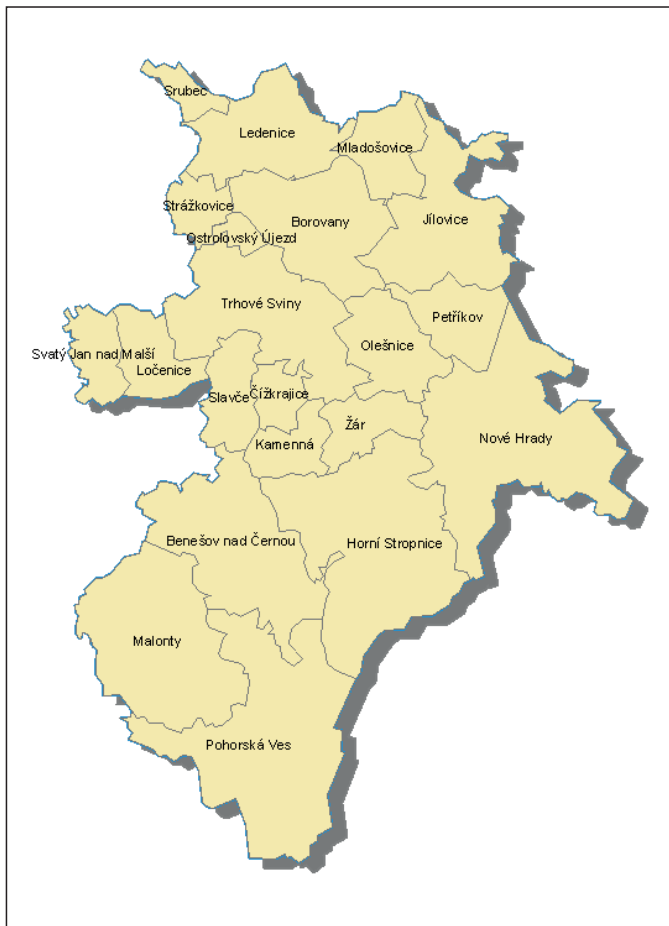 Srubec
Ledenice
Mladošovice
Strážkovice
Borovany
Jílovice
Ostrolovský Újezd
Trhové Sviny
Petříkov
Olešnice
Svatý Jan nad Malší
Ločenice
Slavče
Čížkrajice
Žár
Kamenná
Nové Hrady
Benešov nad Černou
Horní Stropnice
Malonty
Pohorská Ves